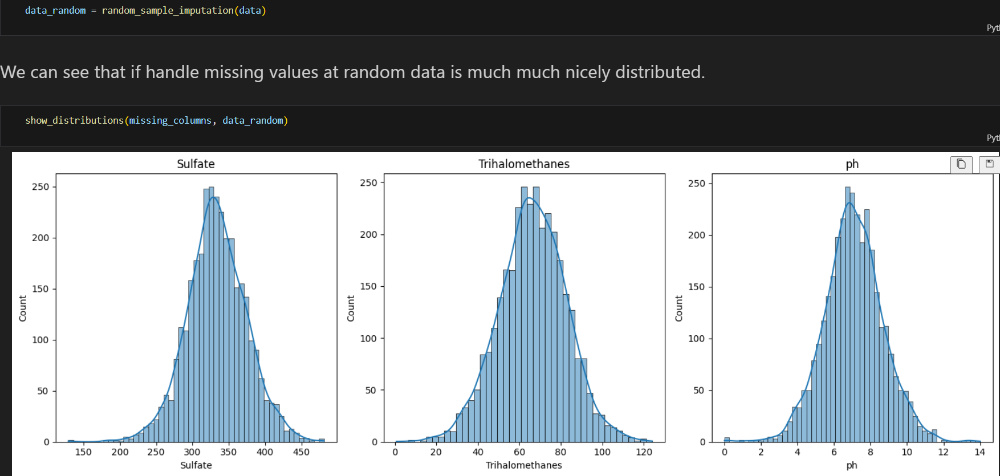 data_random = random_sample_imputation(data)
Pyth
We can see that if handle missing values at random data is much much nicely distributed.
show_distributions(missing_columns, data_random)
Pyth
Sulfate
Trihalomethanes
ph
250
200
150
100
50
0
Count
150 200 250 300 350 400 450
Sulfate
250
200
150
100
50
0
Count
0 20 40 60 80 100 120
Trihalomethanes
250
200
150
100
50
0
Count
0 2 4 6 8 10 12 14
ph